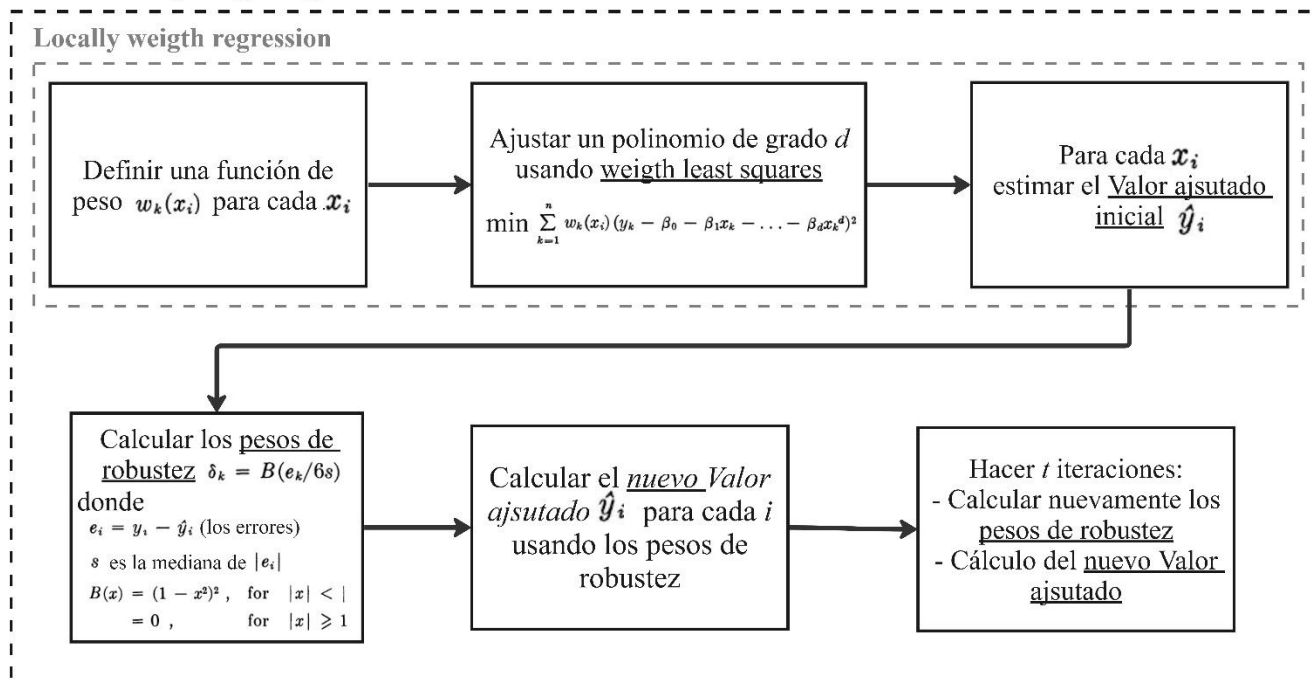 Locally weigth regression
Definir una función de
peso wₖ(xᵢ) para cada xᵢ
Ajustar un polinomio de grado d
usando weigth least squares
min ∑ₖ₌₁ⁿ wₖ(xᵢ)(yₖ − β₀ − β₁xₖ − . . . − β_d xₖᵈ)²
Para cada xᵢ
estimar el Valor ajsutado
inicial ŷᵢ
Calcular los pesos de
robustez δₖ = B(eₖ/6s)
donde
eᵢ = yᵢ − ŷᵢ (los errores)
s es la mediana de |eᵢ|
B(x) = (1 − x²)² , for |x| < |
= 0 , for |x| ⩾ 1
Calcular el nuevo Valor
ajsutado ŷᵢ para cada i
usando los pesos de
robustez
Hacer t iteraciones:
- Calcular nuevamente los
pesos de robustez
- Cálculo del nuevo Valor
ajsutado